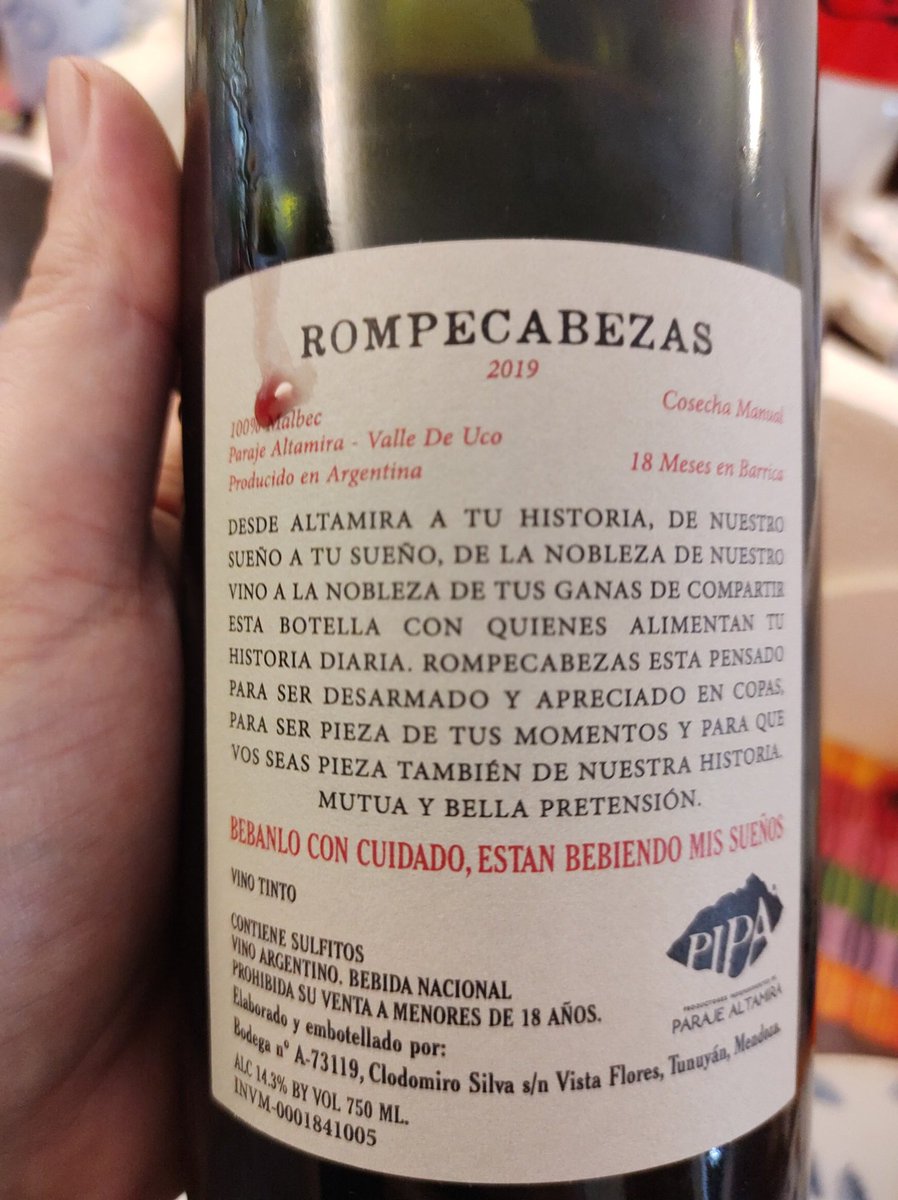 ROMPECABEZAS
2019
100% Malbec
Cosecha Manual
Paraje Altamira - Valle De Uco
Producido en Argentina
18 Meses en Barrica
DESDE ALTAMIRA A TU HISTORIA, DE NUESTRO
SUEÑO A TU SUEÑO, DE LA NOBLEZA DE NUESTRO
VINO A LA NOBLEZA DE TUS GANAS DE COMPARTIR
ESTA BOTELLA CON QUIENES ALIMENTAN TU
HISTORIA DIARIA. ROMPECABEZAS ESTA PENSADO
PARA SER DESARMADO Y APRECIADO EN COPAS,
PARA SER PIEZA DE TUS MOMENTOS Y PARA QUE
VOS SEAS PIEZA TAMBIÉN DE NUESTRA HISTORIA.
MUTUA Y BELLA PRETENSIÓN.
BEBANLO CON CUIDADO, ESTAN BEBIENDO MIS SUEÑOS
VINO TINTO
CONTIENE SULFITOS
VINO ARGENTINO. BEBIDA NACIONAL
PROHIBIDA SU VENTA A MENORES DE 18 AÑOS.
Elaborado y embotellado por:
Bodega nº A-73119, Clodomiro Silva s/n Vista Flores, Tunuyán, Mendoza.
ALC 14.3% BY VOL 750 ML.
INVM-0001841005
PIPA
PRODUCTORES INDEPENDIENTES DE
PARAJE ALTAMIRA